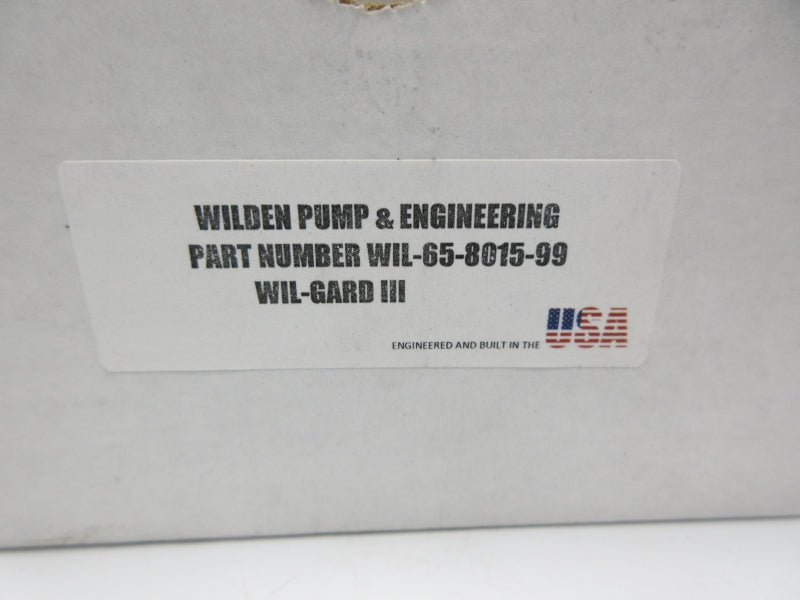 WILDEN PUMP & ENGINEERING
PART NUMBER WIL-65-8015-99
WIL-GARD III
ENGINEERED AND BUILT IN THE USA